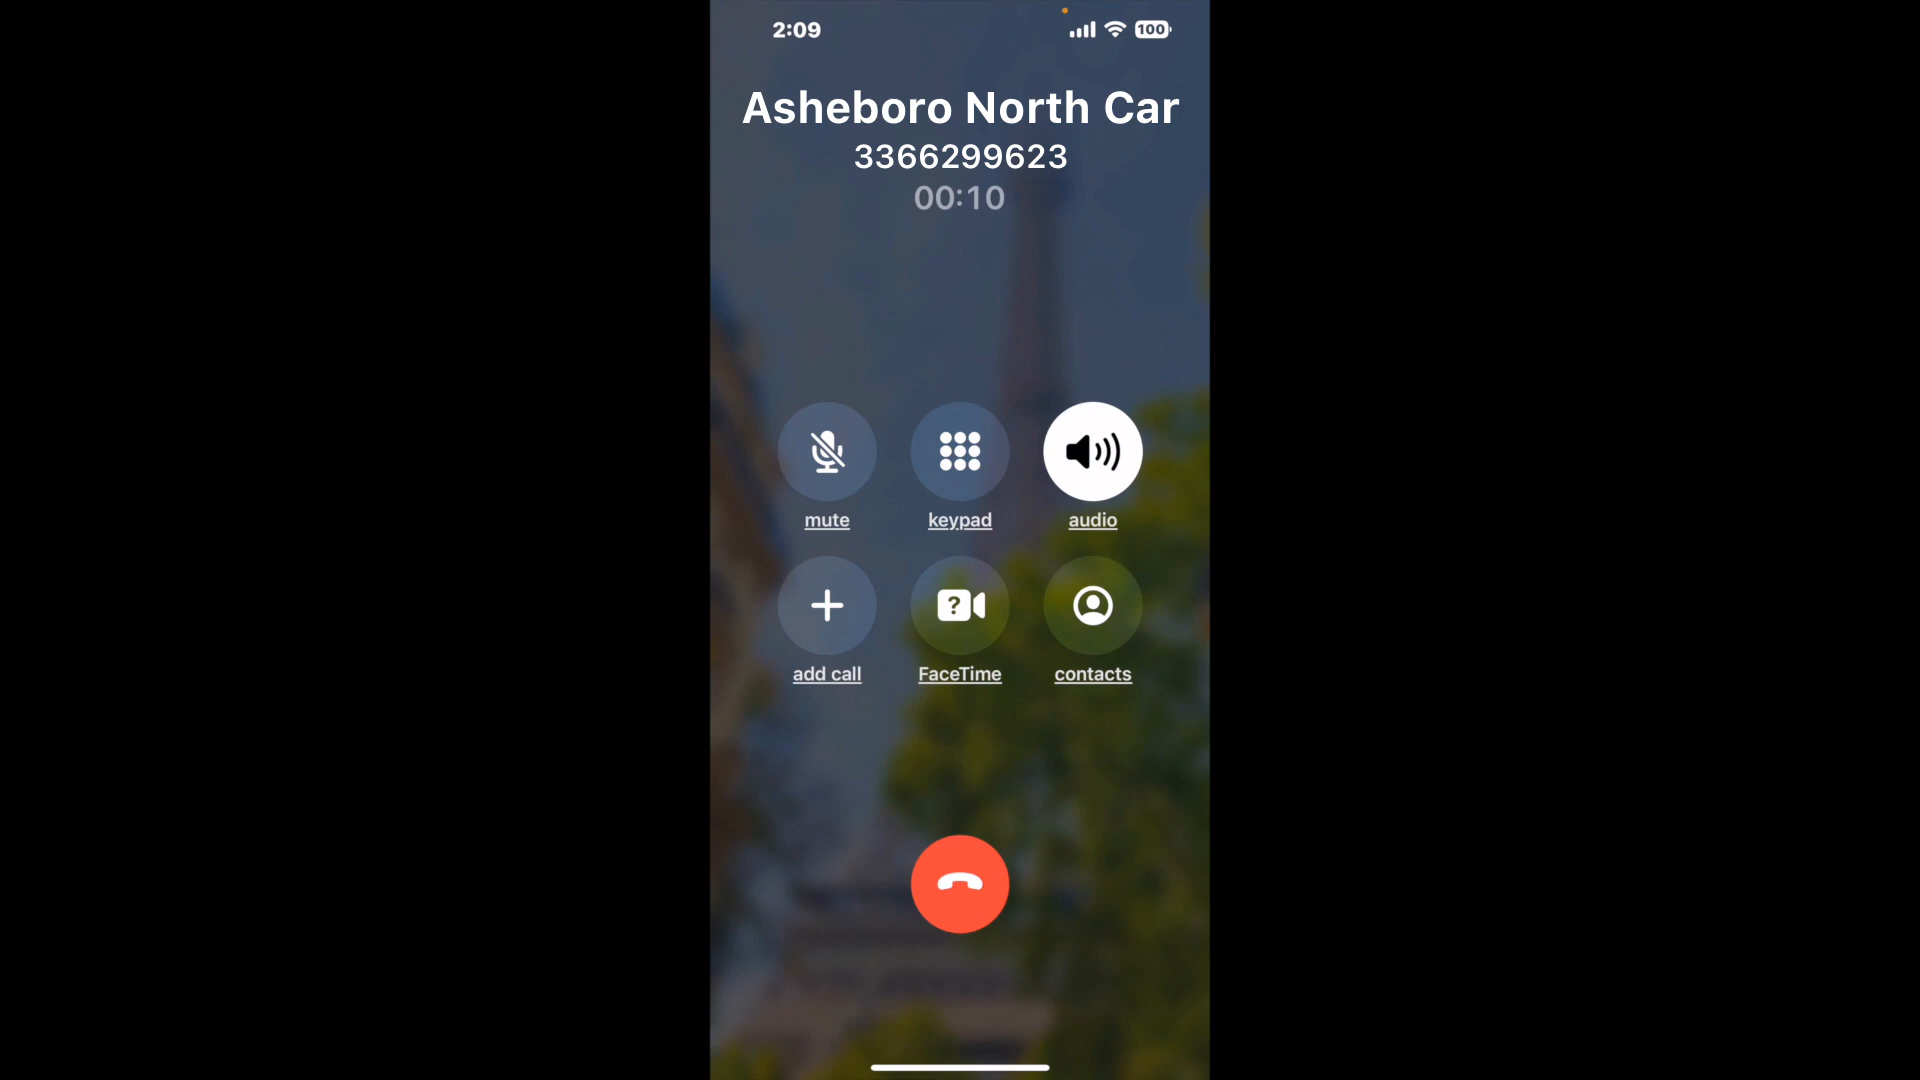 2:09
100
Asheboro North Car
3366299623
00:10
mute
keypad
audio
?
add call
FaceTime
contacts